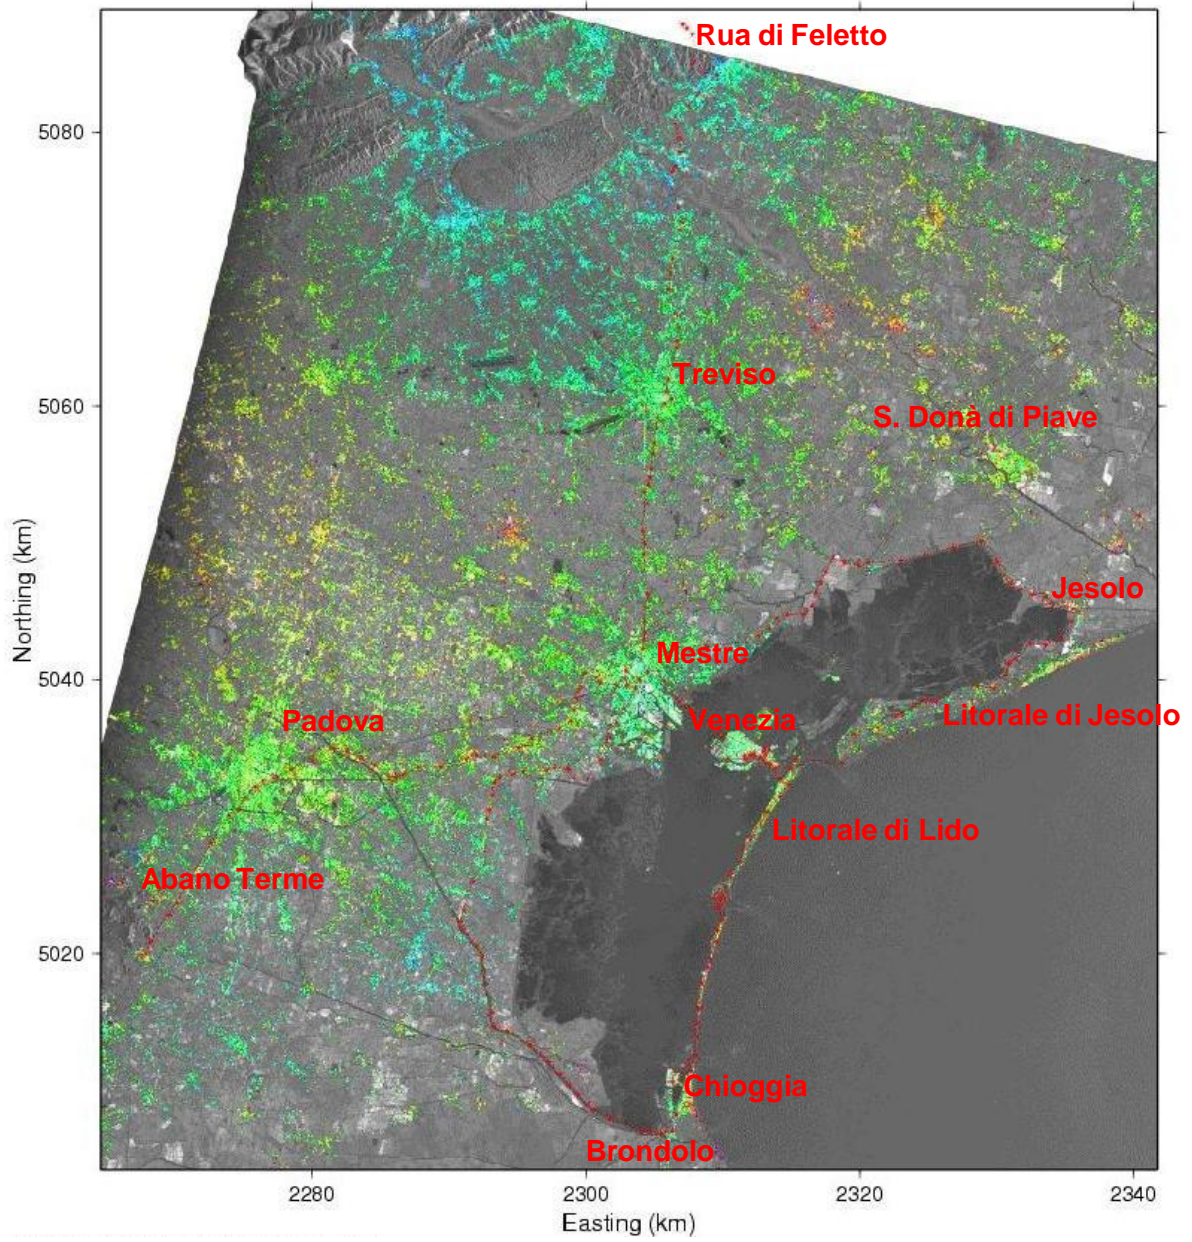 Rua di Feletto
5080
Treviso
5060
S. Donà di Piave
Northing (km)
Jesolo
Mestre
5040
Padova
Venezia
Litorale di Jesolo
Litorale di Lido
Abano Terme
5020
Chioggia
Brondolo
2280
2300
2320
2340
Easting (km)